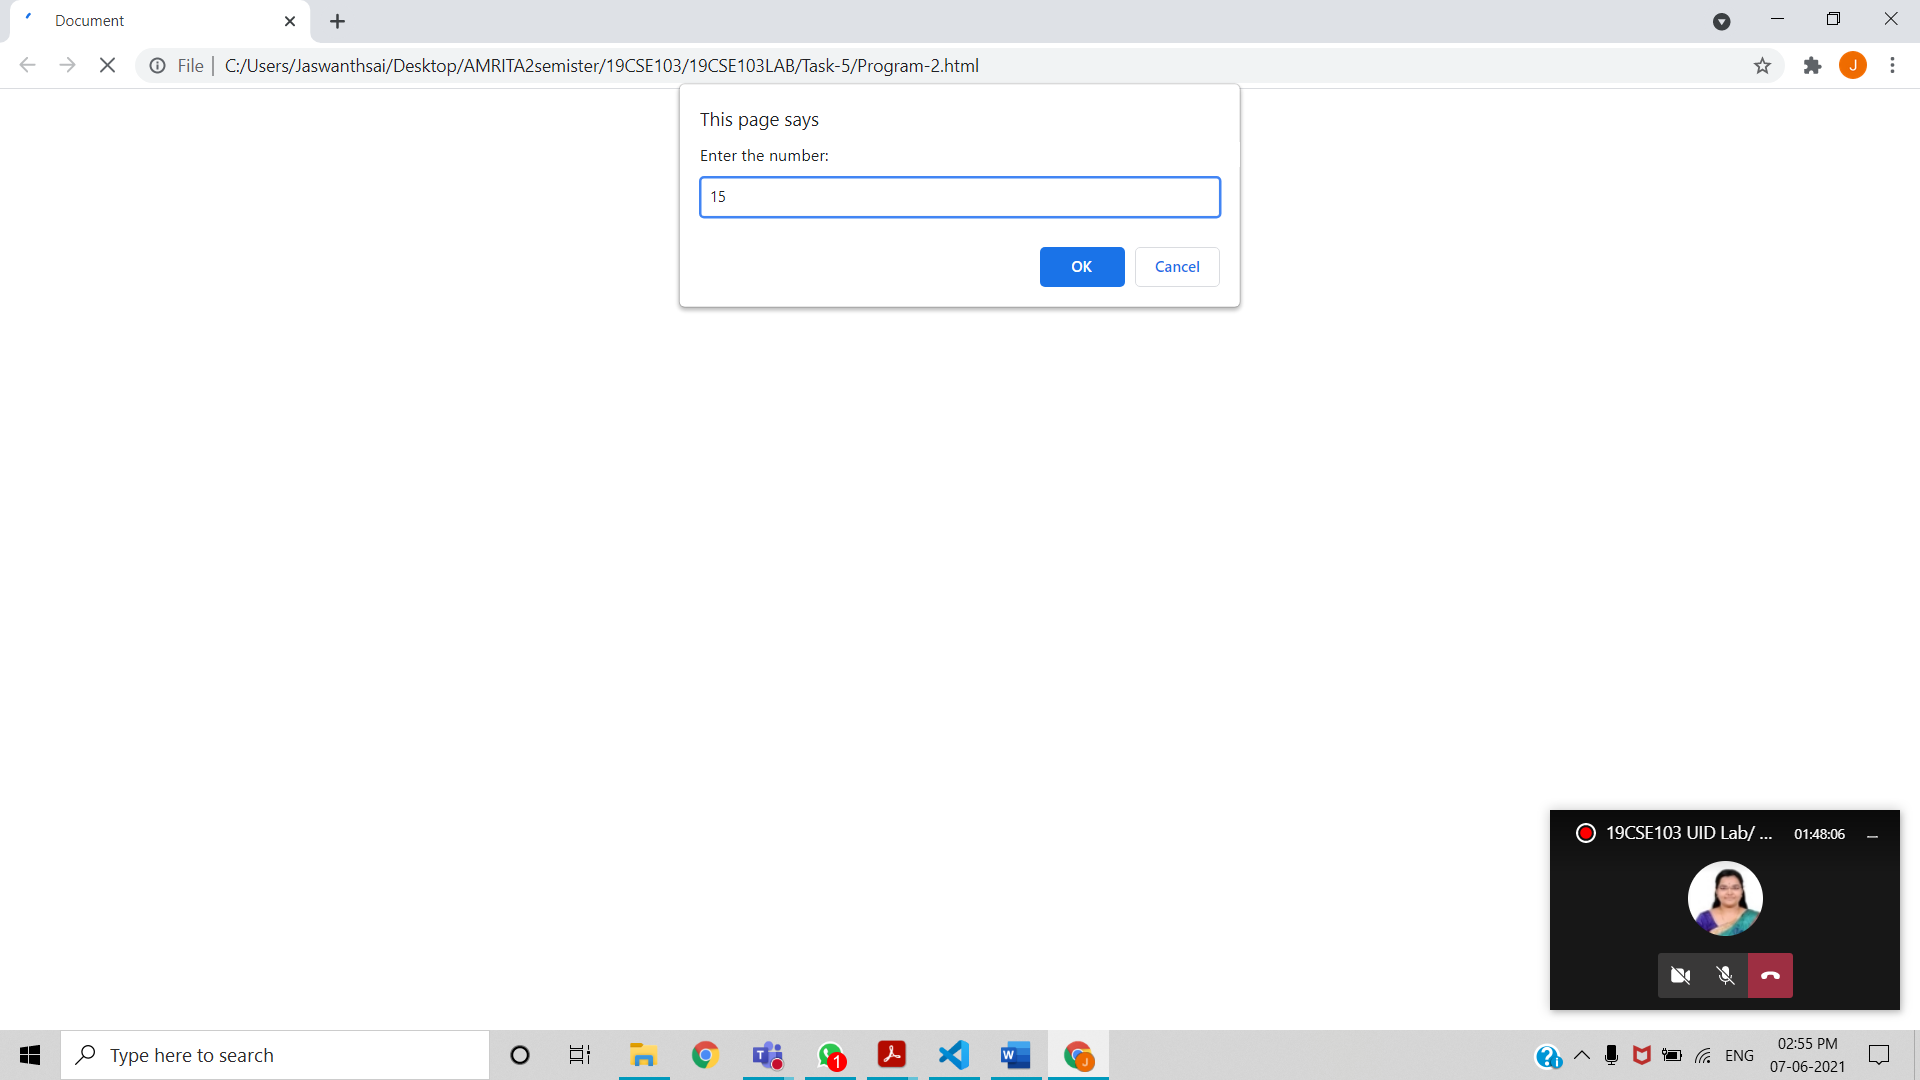 Document
File
C:/Users/Jaswanthsai/Desktop/AMRITA2semister/19CSE103/19CSE103LAB/Task-5/Program-2.html
J
This page says
Enter the number:
15
OK Cancel
19CSE103 UID Lab/ ... 01:48:06
Type here to search
T
1
W
J
ENG
02:55 PM
07-06-2021